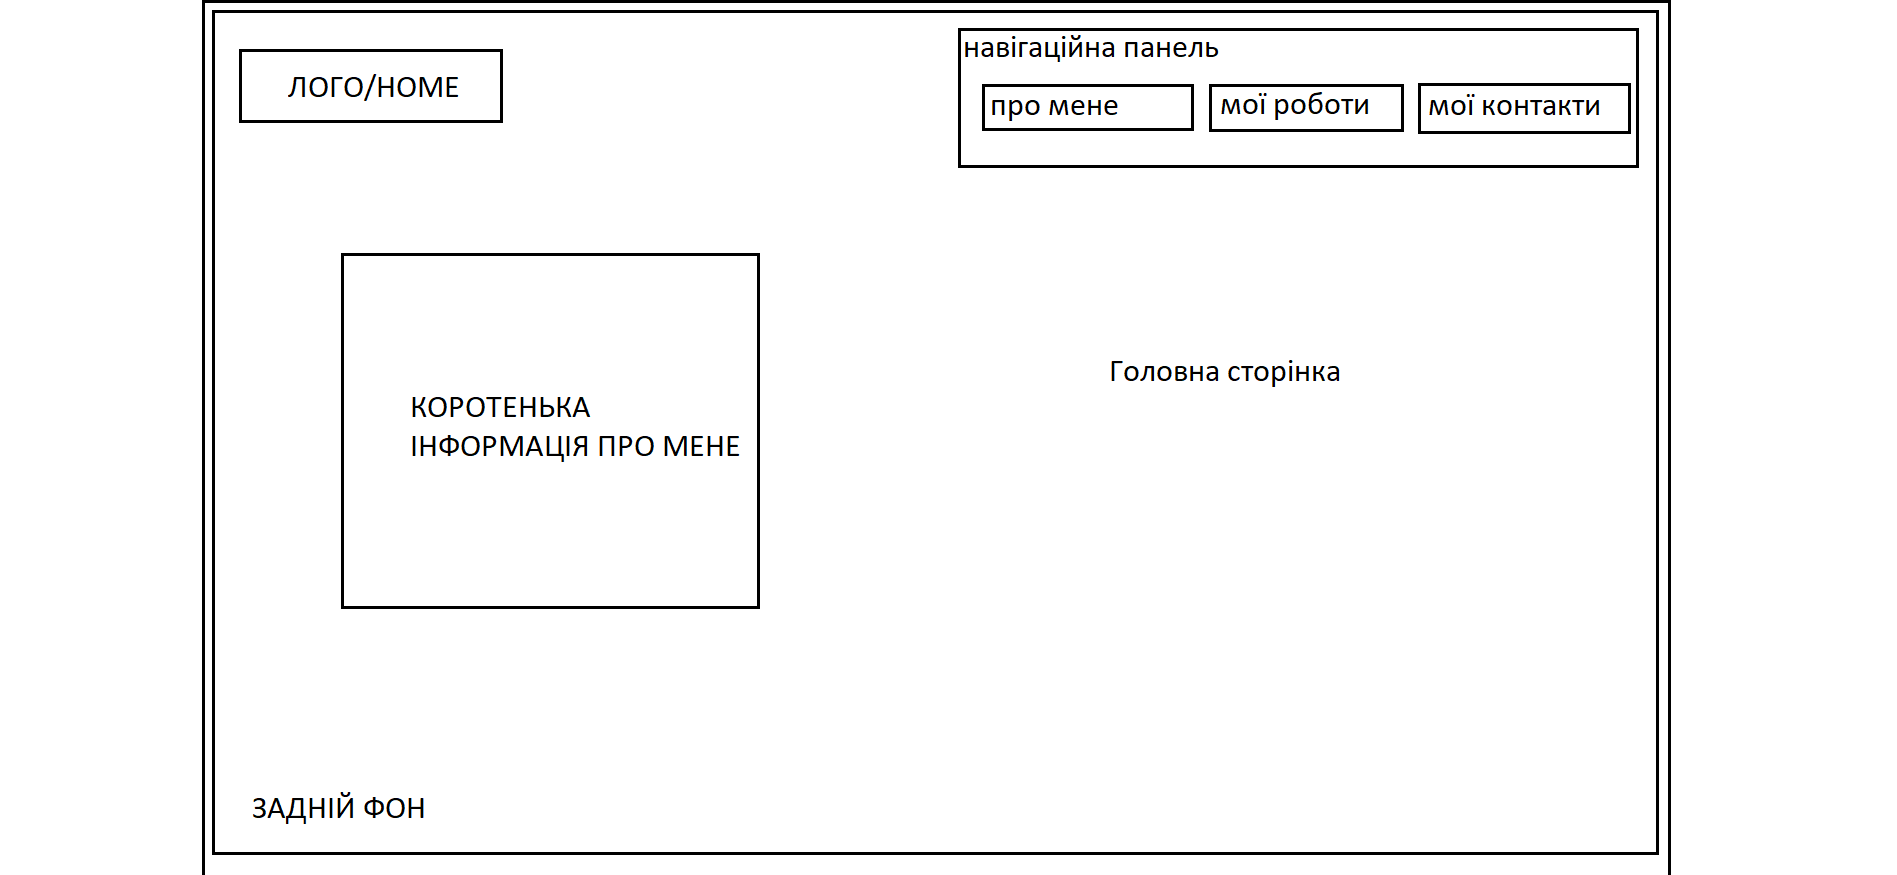 ЛОГО/HOME
навігаційна панель
про мене
мої роботи
мої контакти
КОРОТЕНЬКА
ІНФОРМАЦІЯ ПРО МЕНЕ
Головна сторінка
ЗАДНІЙ ФОН